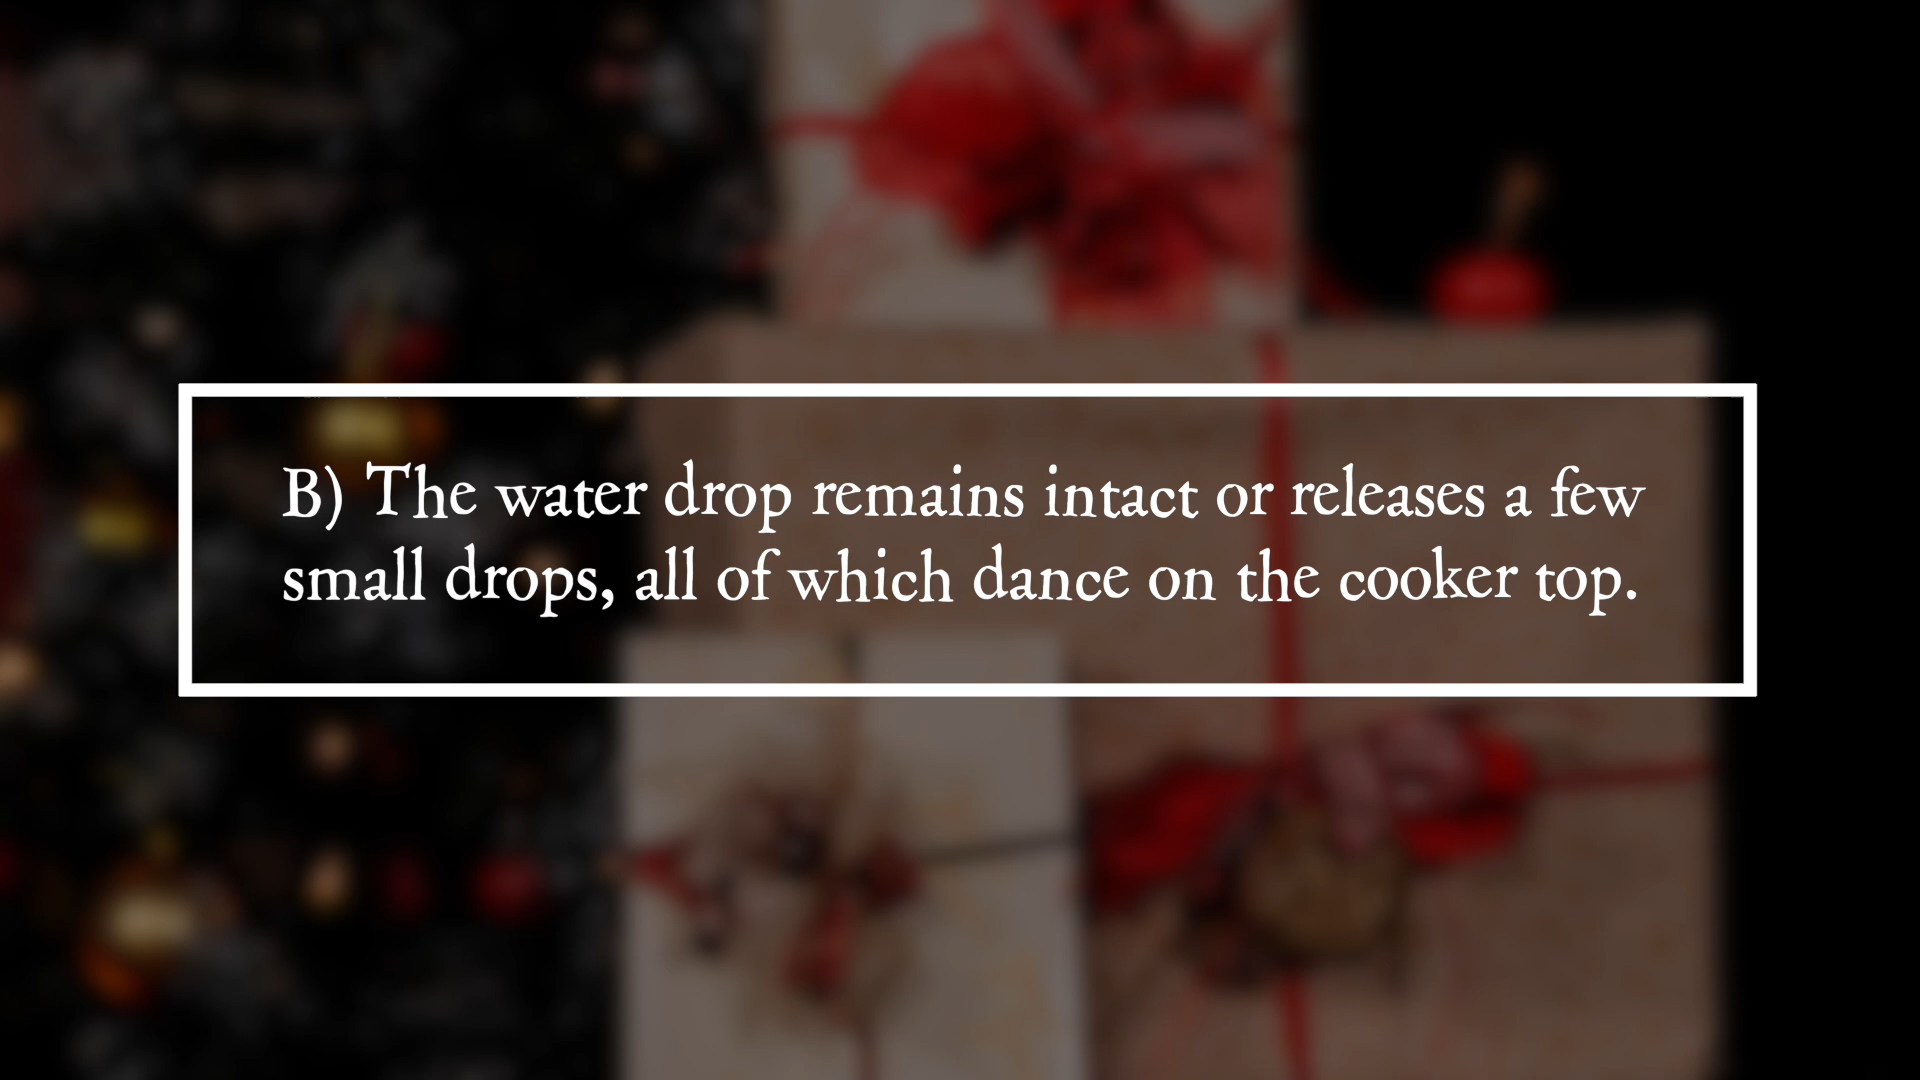 B) The water drop remains intact or releases a few
small drops, all of which dance on the cooker top.